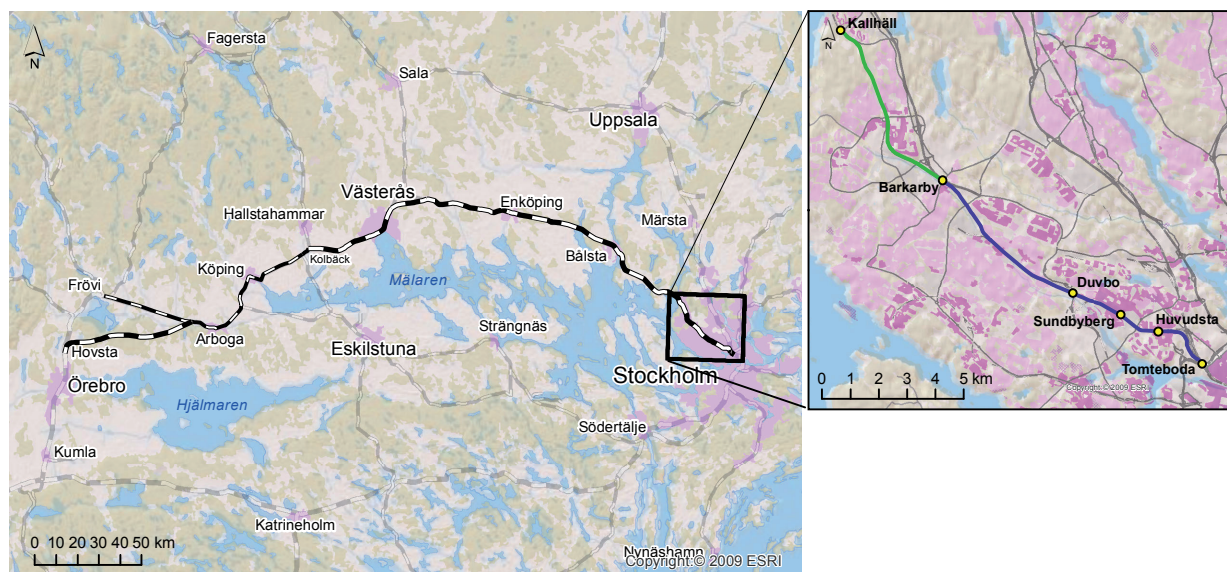 Fagersta
N
Sala
Uppsala
Västerås
Enköping
Hallstahammar
Märsta
Kolbäck
Bålsta
Köping
Mälaren
Frövi
Strängnäs
Arboga
Eskilstuna
Hovsta
Stockholm
Örebro
Hjälmaren
Södertälje
Kumla
Katrineholm
0 10 20 30 40 50 km
Nynäshamn
Copyright:© 2009 ESRI
Kallhäll
N
Barkarby
Duvbo
Sundbyberg
Huvudsta
Tomteboda
0 1 2 3 4 5 km
Copyright:© 2009 ESRI